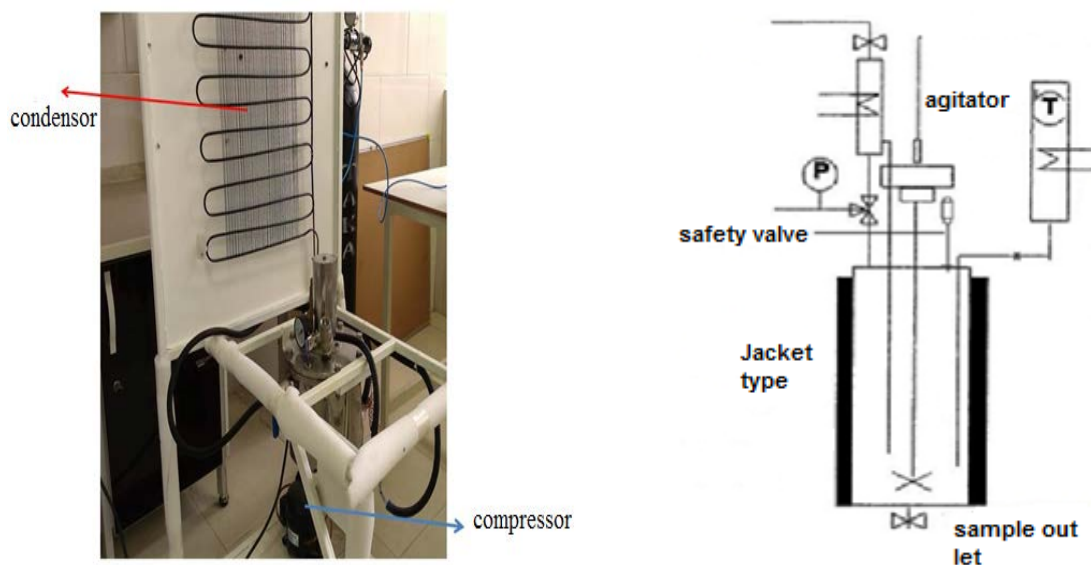 condensor
compressor
agitator
T
P
safety valve
Jacket
type
sample out
let